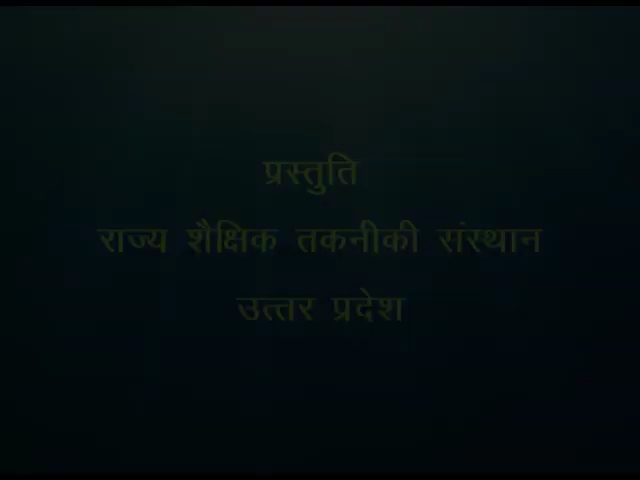 प्रस्तुति
राज्य शैक्षिक तकनीकी संस्थान
उत्तर प्रदेश